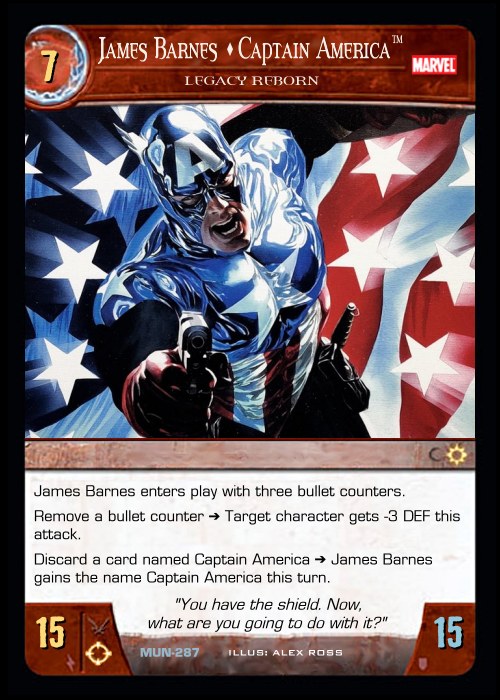 7
JAMES BARNES ♦ CAPTAIN AMERICA™
MARVEL
LEGACY REBORN
A
James Barnes enters play with three bullet counters.
Remove a bullet counter ➔ Target character gets -3 DEF this
attack.
Discard a card named Captain America ➔ James Barnes
gains the name Captain America this turn.
"You have the shield. Now,
what are you going to do with it?"
15
15
MUN-287 ILLUS: ALEX ROSS